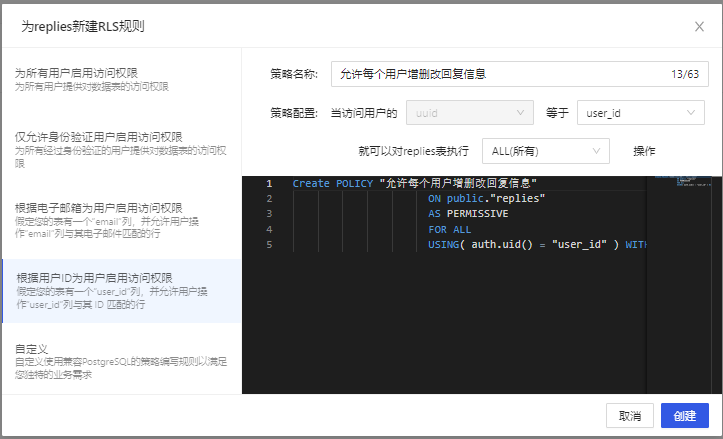 为replies新建RLS规则
为所有用户启用访问权限
为所有用户提供对数据表的访问权限
仅允许身份验证用户启用访问权限
为所有经过身份验证的用户提供对数据表的访问权
限
根据电子邮箱为用户启用访问权限
假定您的表有一个"email"列，并允许用户操
作"email"列与其电子邮件匹配的行
根据用户ID为用户启用访问权限
假定您的表有一个"user_id"列，并允许用户操
作"user_id"列与其 ID 匹配的行
自定义
自定义使用兼容PostgreSQL的策略编写规则以满足
您独特的业务需求
策略名称: 允许每个用户增删改回复信息 13/63
策略配置: 当访问用户的 uuid 等于 user_id
就可以对replies表执行 ALL(所有) 操作
1 Create POLICY "允许每个用户增删改回复信息"
2 ON public."replies"
3 AS PERMISSIVE
4 FOR ALL
5 USING( auth.uid() = "user_id" ) WITH
取消 创建